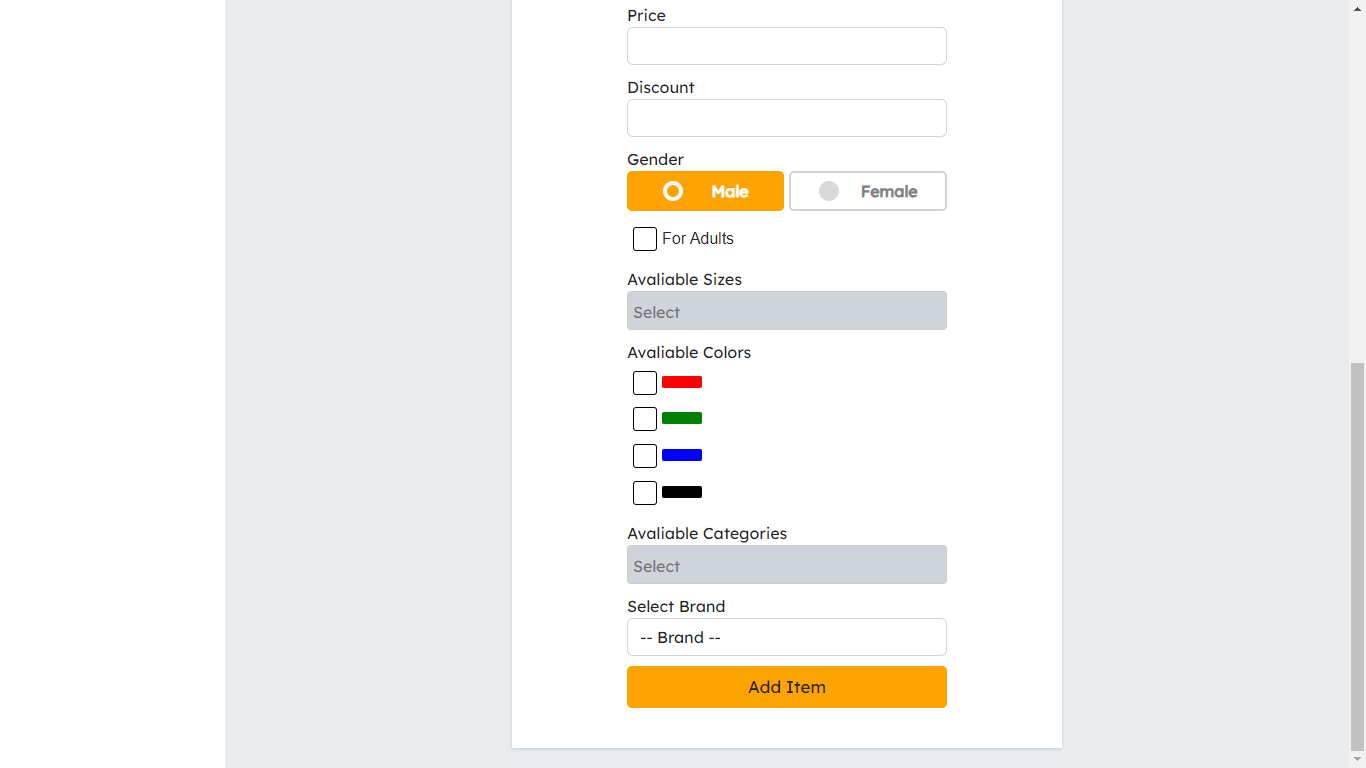 Price
Discount
Gender
Male Female
For Adults
Avaliable Sizes
Select
Avaliable Colors
Avaliable Categories
Select
Select Brand
-- Brand --
Add Item